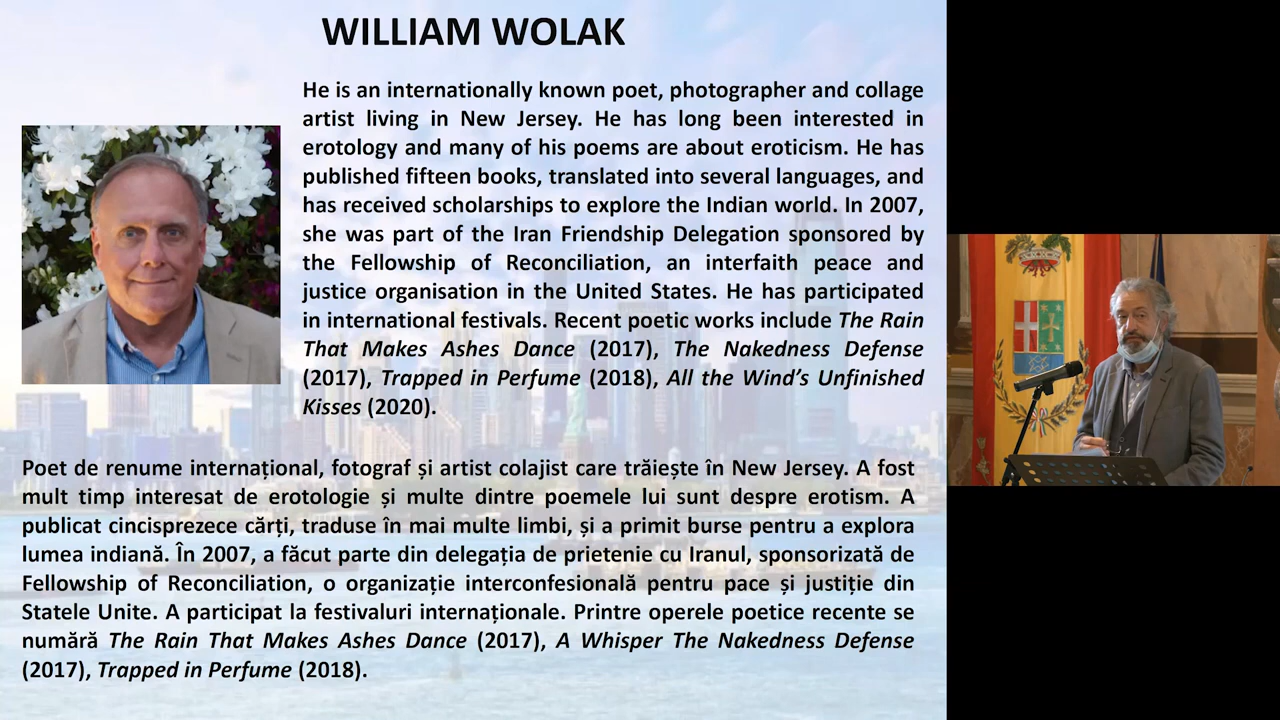 WILLIAM WOLAK
He is an internationally known poet, photographer and collage
artist living in New Jersey. He has long been interested in
erotology and many of his poems are about eroticism. He has
published fifteen books, translated into several languages, and
has received scholarships to explore the Indian world. In 2007,
she was part of the Iran Friendship Delegation sponsored by
the Fellowship of Reconciliation, an interfaith peace and
justice organisation in the United States. He has participated
in international festivals. Recent poetic works include The Rain
That Makes Ashes Dance (2017), The Nakedness Defense
(2017), Trapped in Perfume (2018), All the Wind’s Unfinished
Kisses (2020).
Poet de renume internațional, fotograf și artist colajist care trăiește în New Jersey. A fost
mult timp interesat de erotologie și multe dintre poemele lui sunt despre erotism. A
publicat cincisprezece cărți, traduse în mai multe limbi, și a primit burse pentru a explora
lumea indiană. În 2007, a făcut parte din delegația de prietenie cu Iranul, sponsorizată de
Fellowship of Reconciliation, o organizație interconfesională pentru pace și justiție din
Statele Unite. A participat la festivaluri internaționale. Printre operele poetice recente se
numără The Rain That Makes Ashes Dance (2017), A Whisper The Nakedness Defense
(2017), Trapped in Perfume (2018).